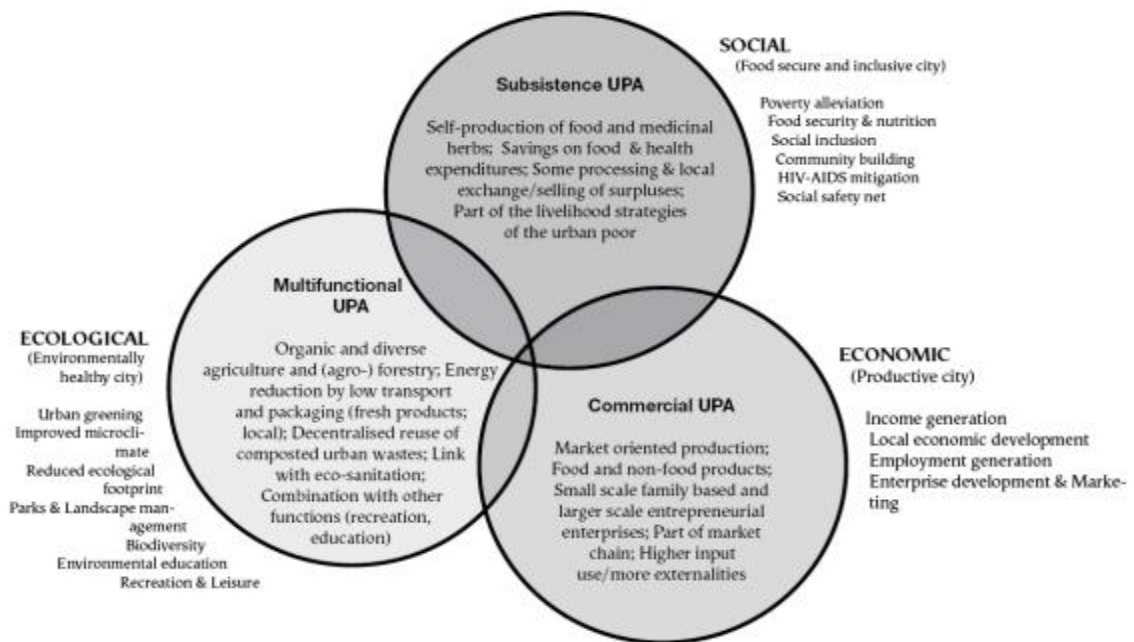 SOCIAL
(Food secure and inclusive city)
Poverty alleviation
Food security & nutrition
Social inclusion
Community building
HIV-AIDS mitigation
Social safety net
Subsistence UPA
Self-production of food and medicinal
herbs; Savings on food & health
expenditures; Some processing & local
exchange/selling of surpluses;
Part of the livelihood strategies
of the urban poor
Multifunctional
UPA
Organic and diverse
agriculture and (agro-) forestry; Energy
reduction by low transport
and packaging (fresh products;
local); Decentralised reuse of
composted urban wastes; Link
with eco-sanitation;
Combination with other
functions (recreation,
education)
ECOLOGICAL
(Environmentally
healthy city)
Urban greening
Improved microcli-
mate
Reduced ecological
footprint
Parks & Landscape man-
agement
Biodiversity
Environmental education
Recreation & Leisure
Commercial UPA
Market oriented production;
Food and non-food products;
Small scale family based and
larger scale entrepreneurial
enterprises; Part of market
chain; Higher input
use/more externalities
ECONOMIC
(Productive city)
Income generation
Local economic development
Employment generation
Enterprise development & Marke-
ting